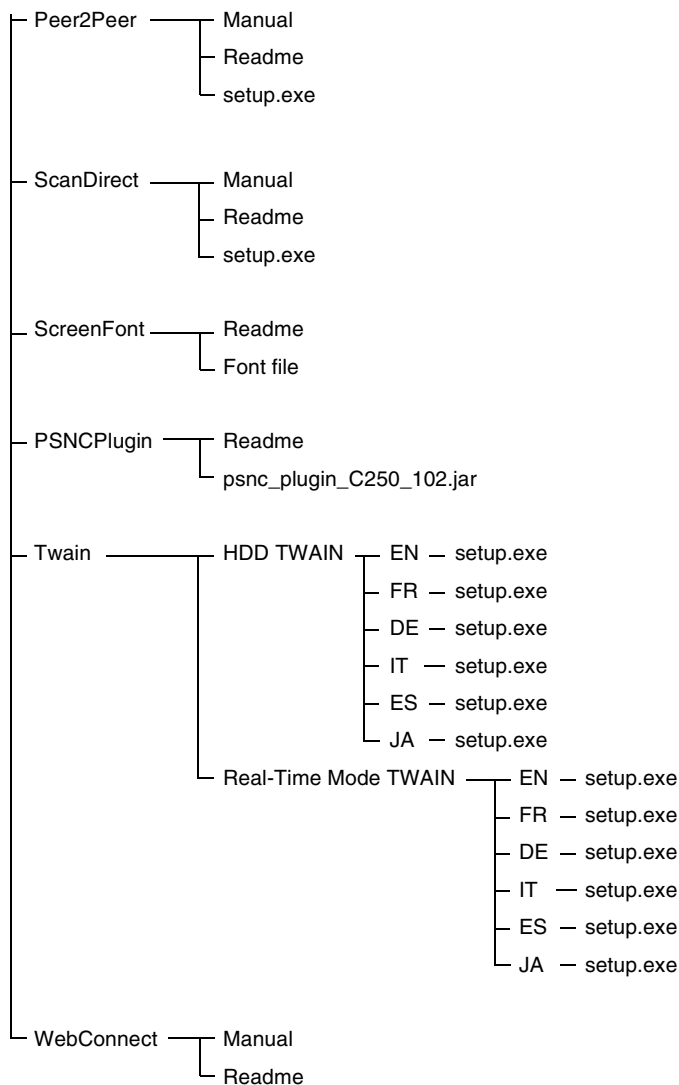 Peer2Peer Manual
Readme
setup.exe
ScanDirect Manual
Readme
setup.exe
ScreenFont Readme
Font file
PSNCPlugin Readme
psnc_plugin_C250_102.jar
Twain HDD TWAIN EN setup.exe
FR setup.exe
DE setup.exe
IT setup.exe
ES setup.exe
JA setup.exe
Real-Time Mode TWAIN EN setup.exe
FR setup.exe
DE setup.exe
IT setup.exe
ES setup.exe
JA setup.exe
WebConnect Manual
Readme